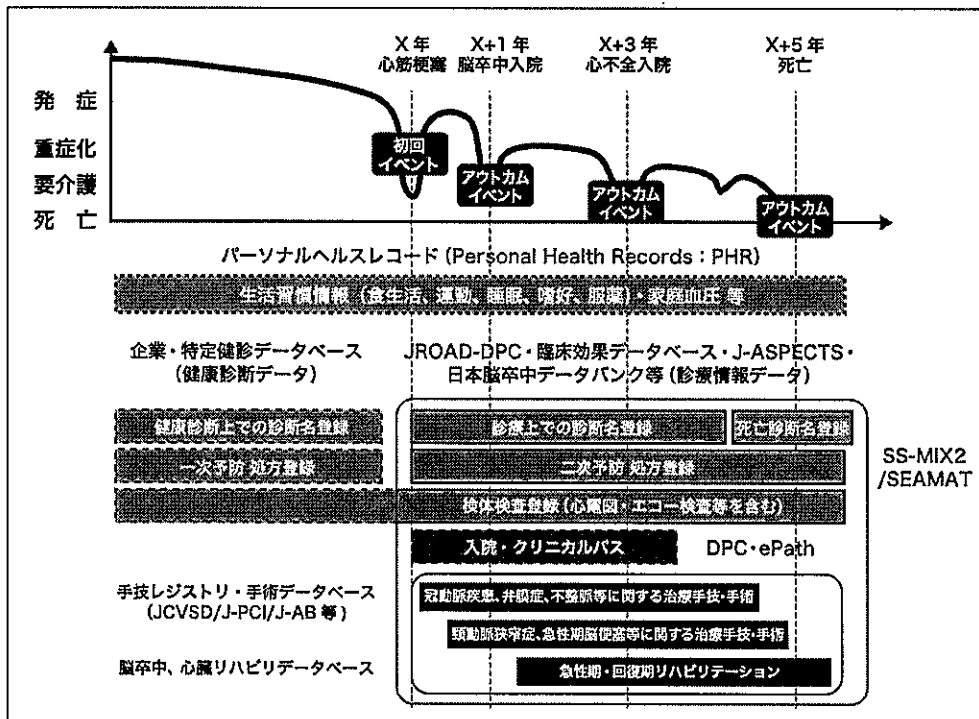 X 年
心筋梗塞
X+1 年
脳卒中入院
X+3 年
心不全入院
X+5 年
死亡
発 症
重症化
要介護
死 亡
初回
イベント
アウトカム
イベント
アウトカム
イベント
アウトカム
イベント
パーソナルヘルスレコード (Personal Health Records : PHR)
生活習慣情報 (食生活、運動、睡眠、嗜好、服薬)・家庭血圧 等
企業・特定健診データベース
(健康診断データ)
JROAD-DPC・臨床効果データベース・J-ASPECTS・
日本脳卒中データバンク等 (診療情報データ)
健康診断上での診断名登録
診療上での診断名登録
死亡診断名登録
一次予防 処方登録
二次予防 処方登録
SS-MIX2
/SEAMAT
検体検査登録 (心電図・エコー検査等を含む)
入院・クリニカルパス
DPC・ePath
手技レジストリ・手術データベース
(JCVSD/J-PCI/J-AB 等)
冠動脈疾患、弁膜症、不整脈等に関する治療手技・手術
頸動脈狭窄症、急性期脳梗塞等に関する治療手技・手術
脳卒中、心臓リハビリデータベース
急性期・回復期リハビリテーション